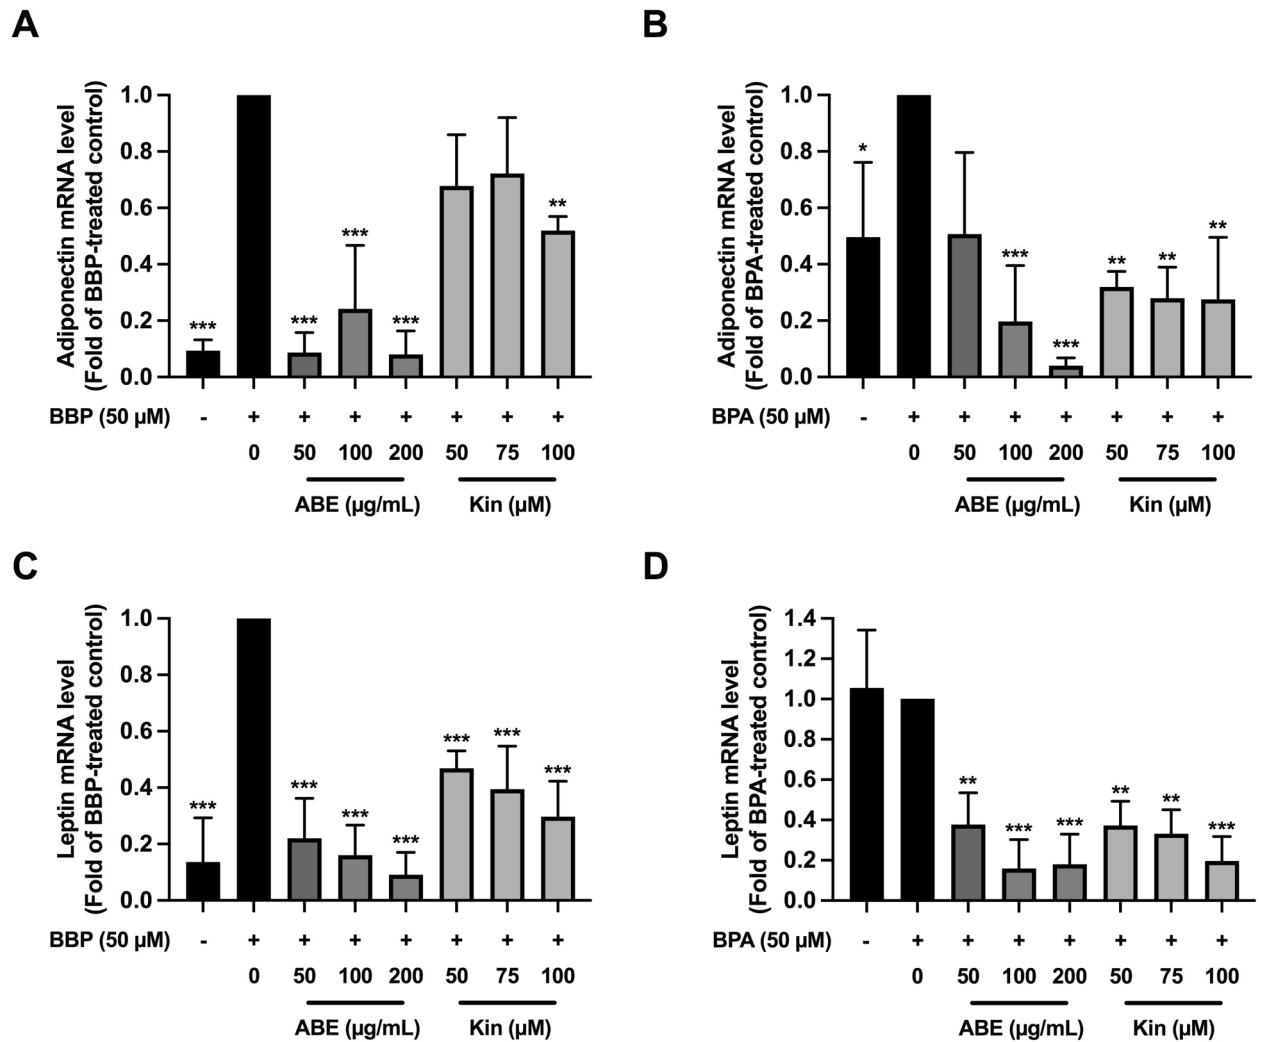 A
Adiponectin mRNA level
(Fold of BBP-treated control)
1.0
0.8
0.6
0.4
0.2
0.0
*** *** *** *** **
BBP (50 µM) - + + + + + + +
0 50 100 200 50 75 100
ABE (µg/mL) Kin (µM)
B
Adiponectin mRNA level
(Fold of BPA-treated control)
1.0
0.8
0.6
0.4
0.2
0.0
* *** *** ** ** **
BPA (50 µM) - + + + + + + +
0 50 100 200 50 75 100
ABE (µg/mL) Kin (µM)
C
Leptin mRNA level
(Fold of BBP-treated control)
1.0
0.8
0.6
0.4
0.2
0.0
*** *** *** *** *** *** ***
BBP (50 µM) - + + + + + + +
0 50 100 200 50 75 100
ABE (µg/mL) Kin (µM)
D
Leptin mRNA level
(Fold of BPA-treated control)
1.4
1.2
1.0
0.8
0.6
0.4
0.2
0.0
** *** *** ** ** ***
BPA (50 µM) - + + + + + + +
0 50 100 200 50 75 100
ABE (µg/mL) Kin (µM)